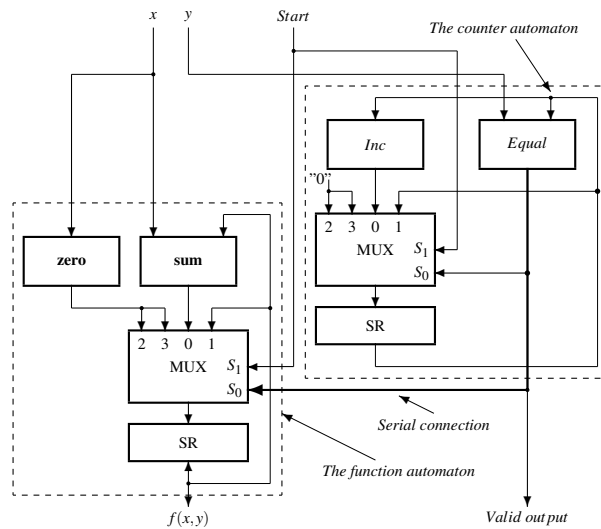 x y Start
The counter automaton
Inc Equal
"0"
2 3 0 1
MUX
S1
S0
SR
zero sum
2 3 0 1
MUX
S1
S0
SR
Serial connection
The function automaton
f(x,y)
Valid output